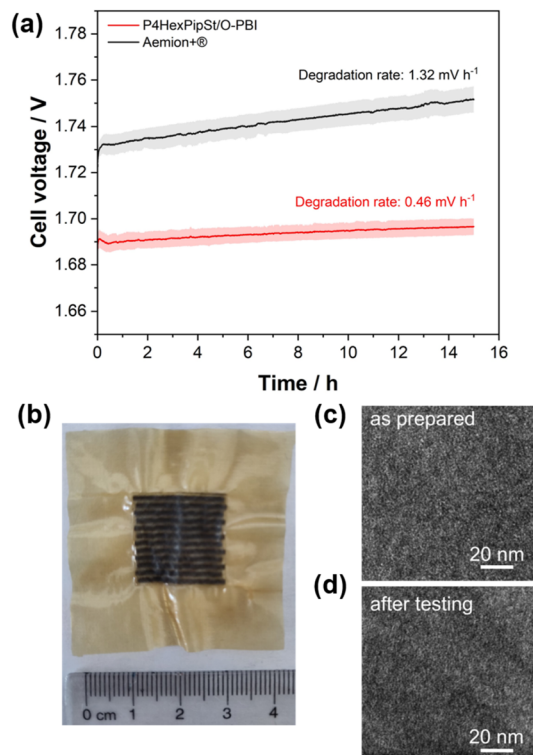 (a)
P4HexPipSt/O-PBI
Aemion+®
Degradation rate: 1.32 mV h⁻¹
Degradation rate: 0.46 mV h⁻¹
Cell voltage / V
1.78
1.76
1.74
1.72
1.70
1.68
1.66
0 2 4 6 8 10 12 14 16
Time / h
(b)
0 cm 1 2 3 4
(c)
as prepared
20 nm
(d)
after testing
20 nm